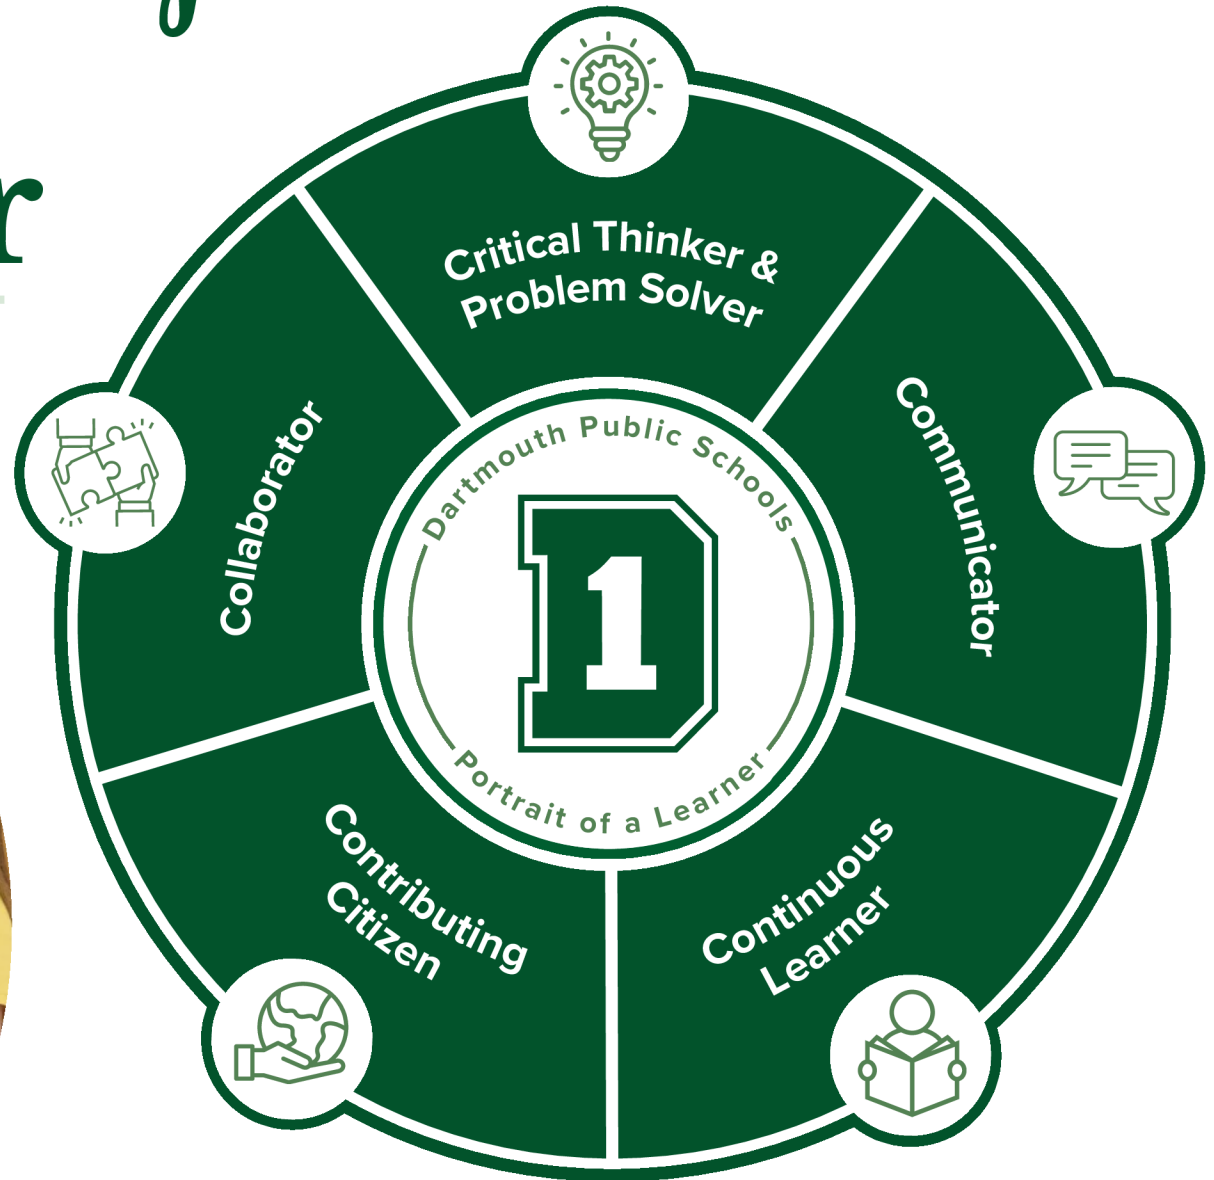 r
Critical Thinker &
Problem Solver
Communicator
Continuous
Learner
Contributing
Citizen
Collaborator
Dartmouth Public Schools
D
1
Portrait of a Learner